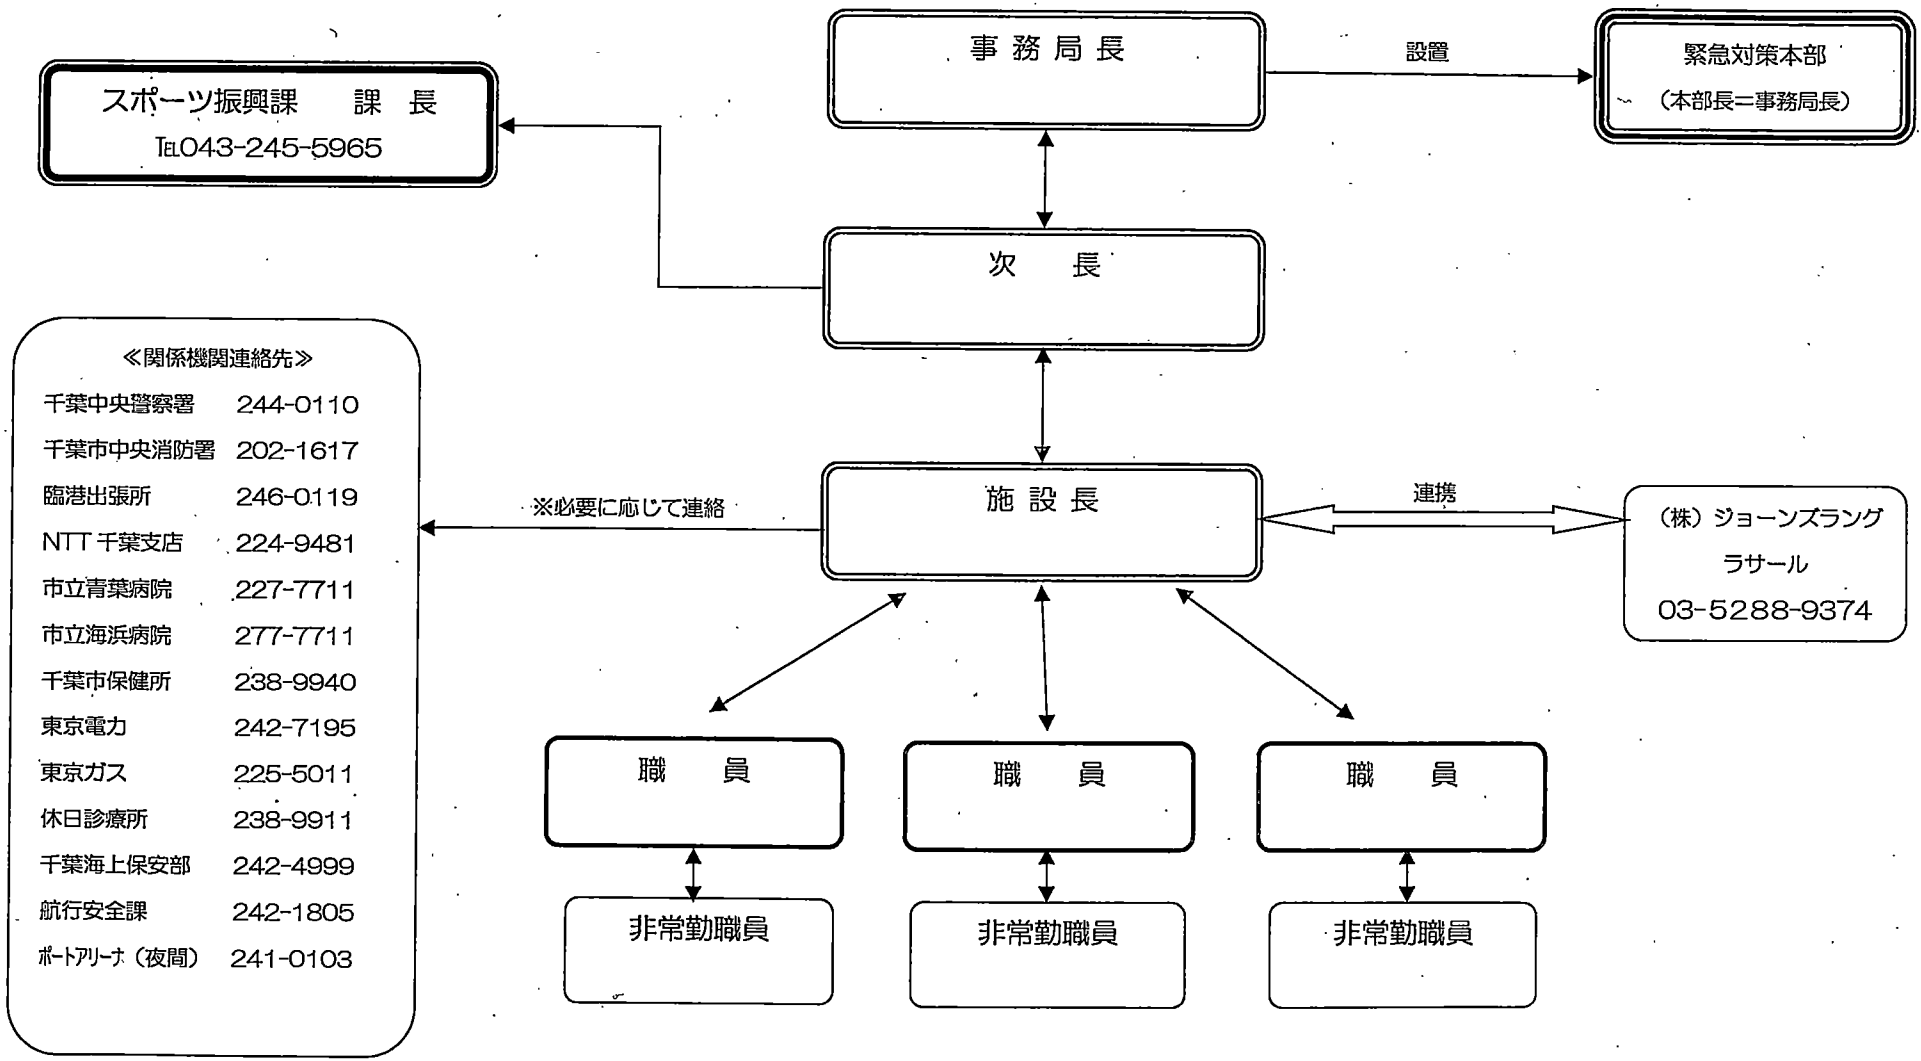 事務局長
設置
緊急対策本部
（本部長＝事務局長）
スポーツ振興課　課　長
℡043-245-5965
次　長
≪関係機関連絡先≫
千葉中央警察署　244-0110
千葉市中央消防署　202-1617
臨港出張所　246-0119
NTT千葉支店　224-9481
市立青葉病院　227-7711
市立海浜病院　277-7711
千葉市保健所　238-9940
東京電力　242-7195
東京ガス　225-5011
休日診療所　238-9911
千葉海上保安部　242-4999
航行安全課　242-1805
ﾎﾟｰﾄｱﾘｰﾅ（夜間）　241-0103
※必要に応じて連絡
施設長
連携
（株）ジョーンズラング
ラサール
03-5288-9374
職　員
職　員
職　員
非常勤職員
非常勤職員
非常勤職員